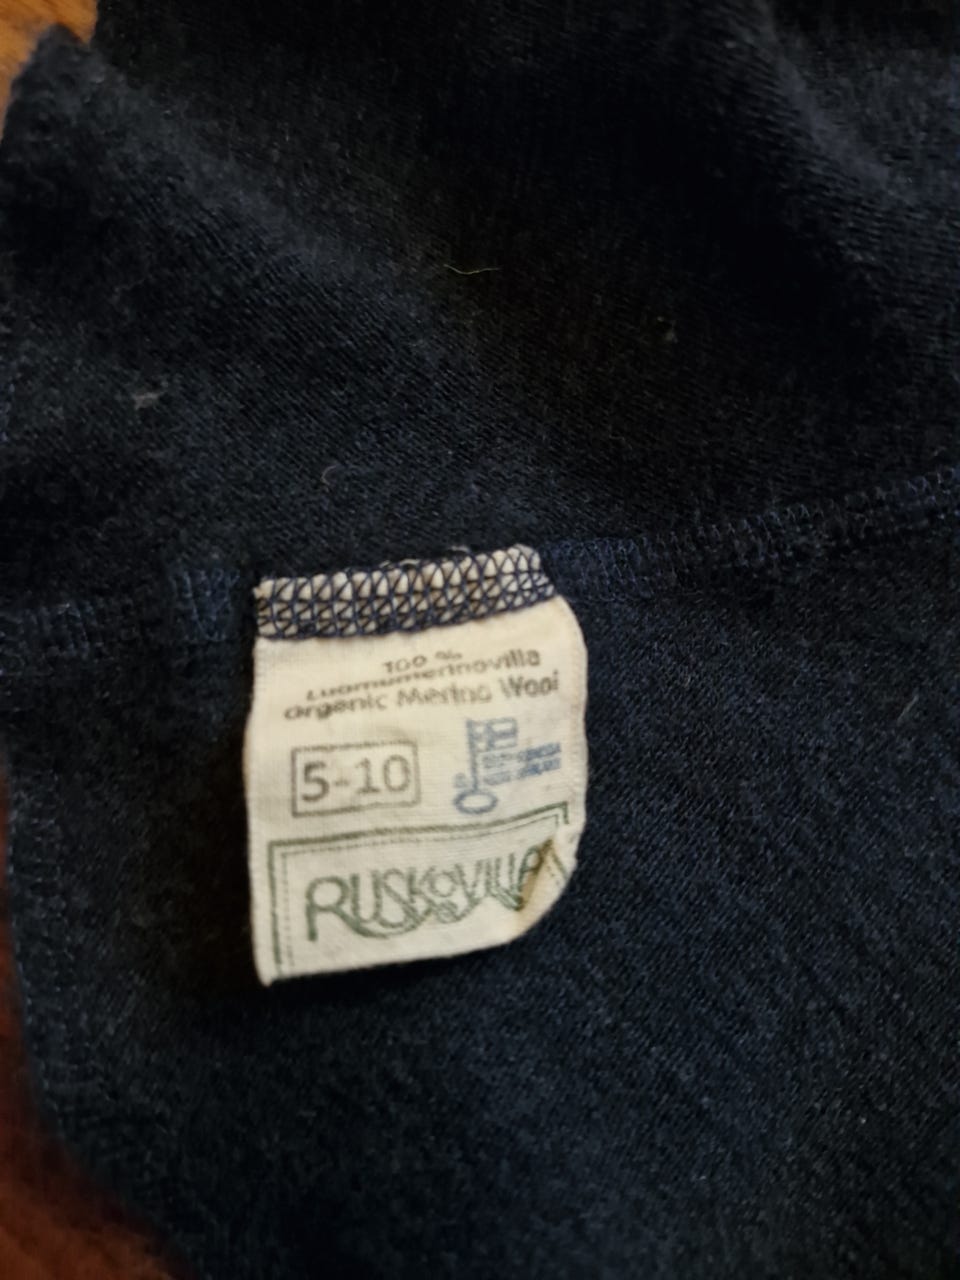 100 %
Luomumerinovilla
Organic Merino Wool
5-10
RUSKOVILLA